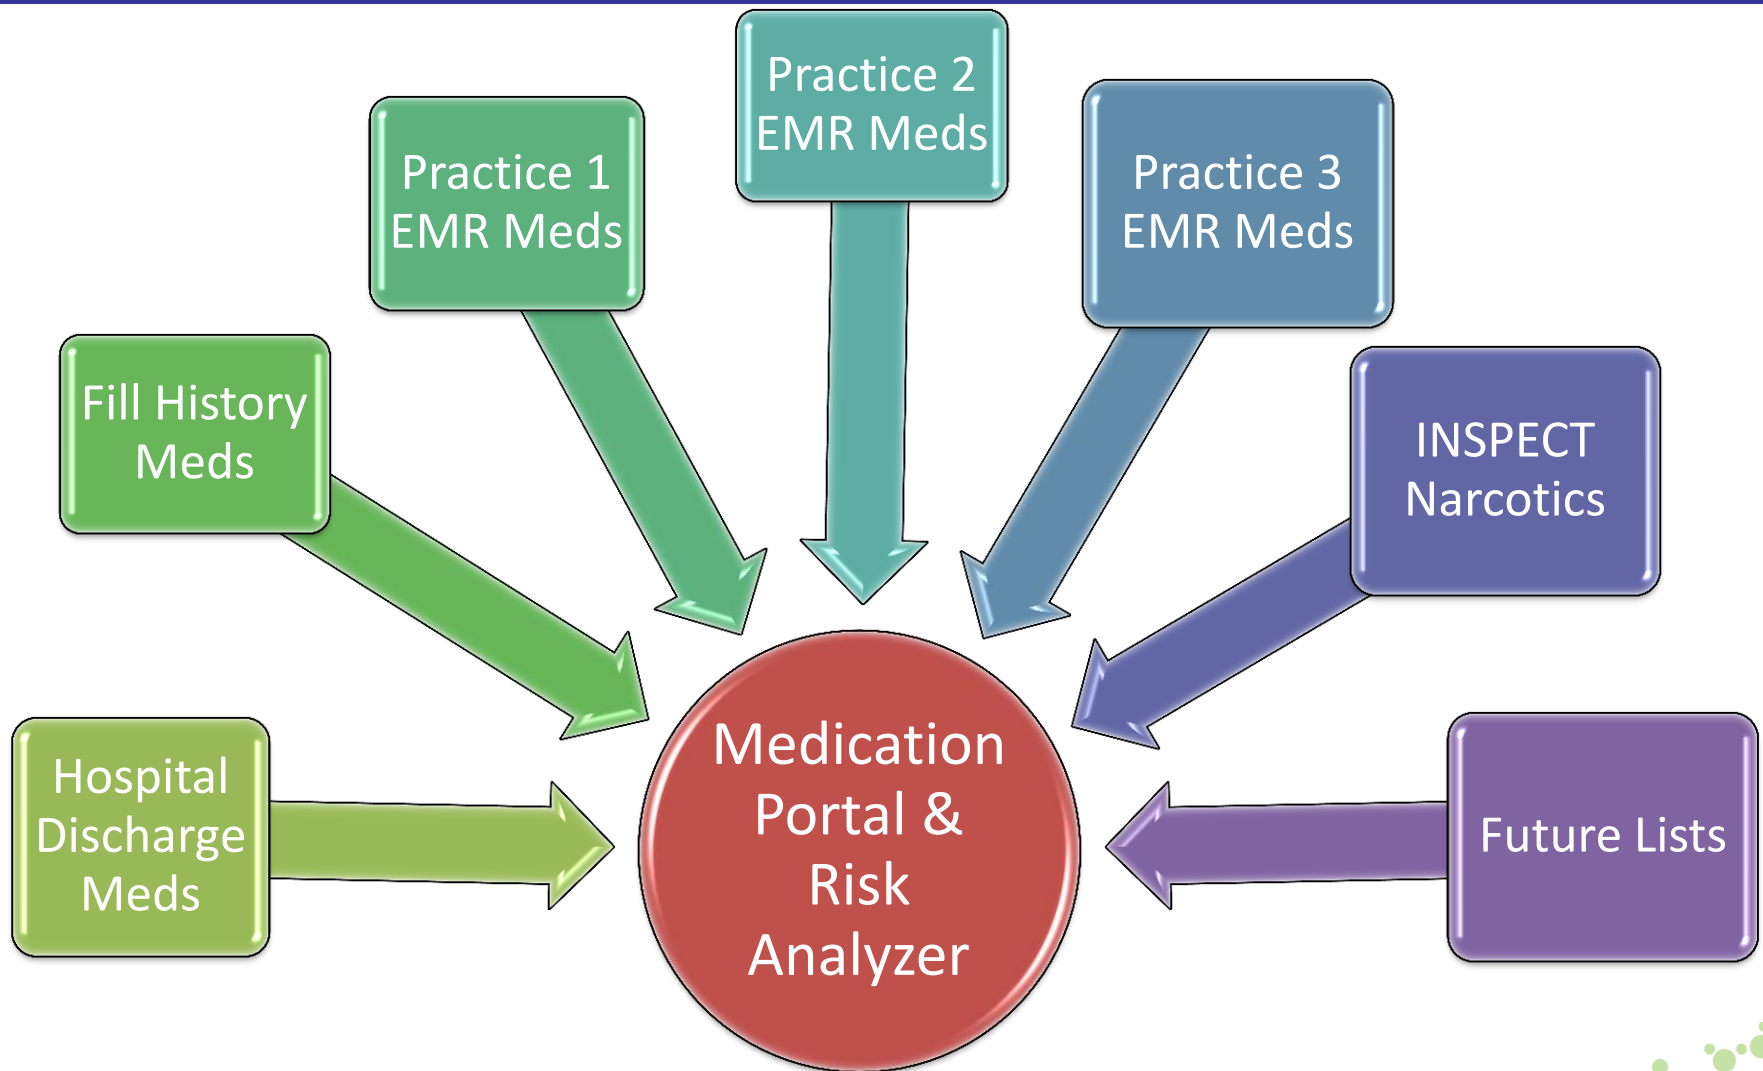 Practice 2
EMR Meds
Practice 1
EMR Meds
Practice 3
EMR Meds
Fill History
Meds
INSPECT
Narcotics
Hospital
Discharge
Meds
Medication
Portal &
Risk
Analyzer
Future Lists